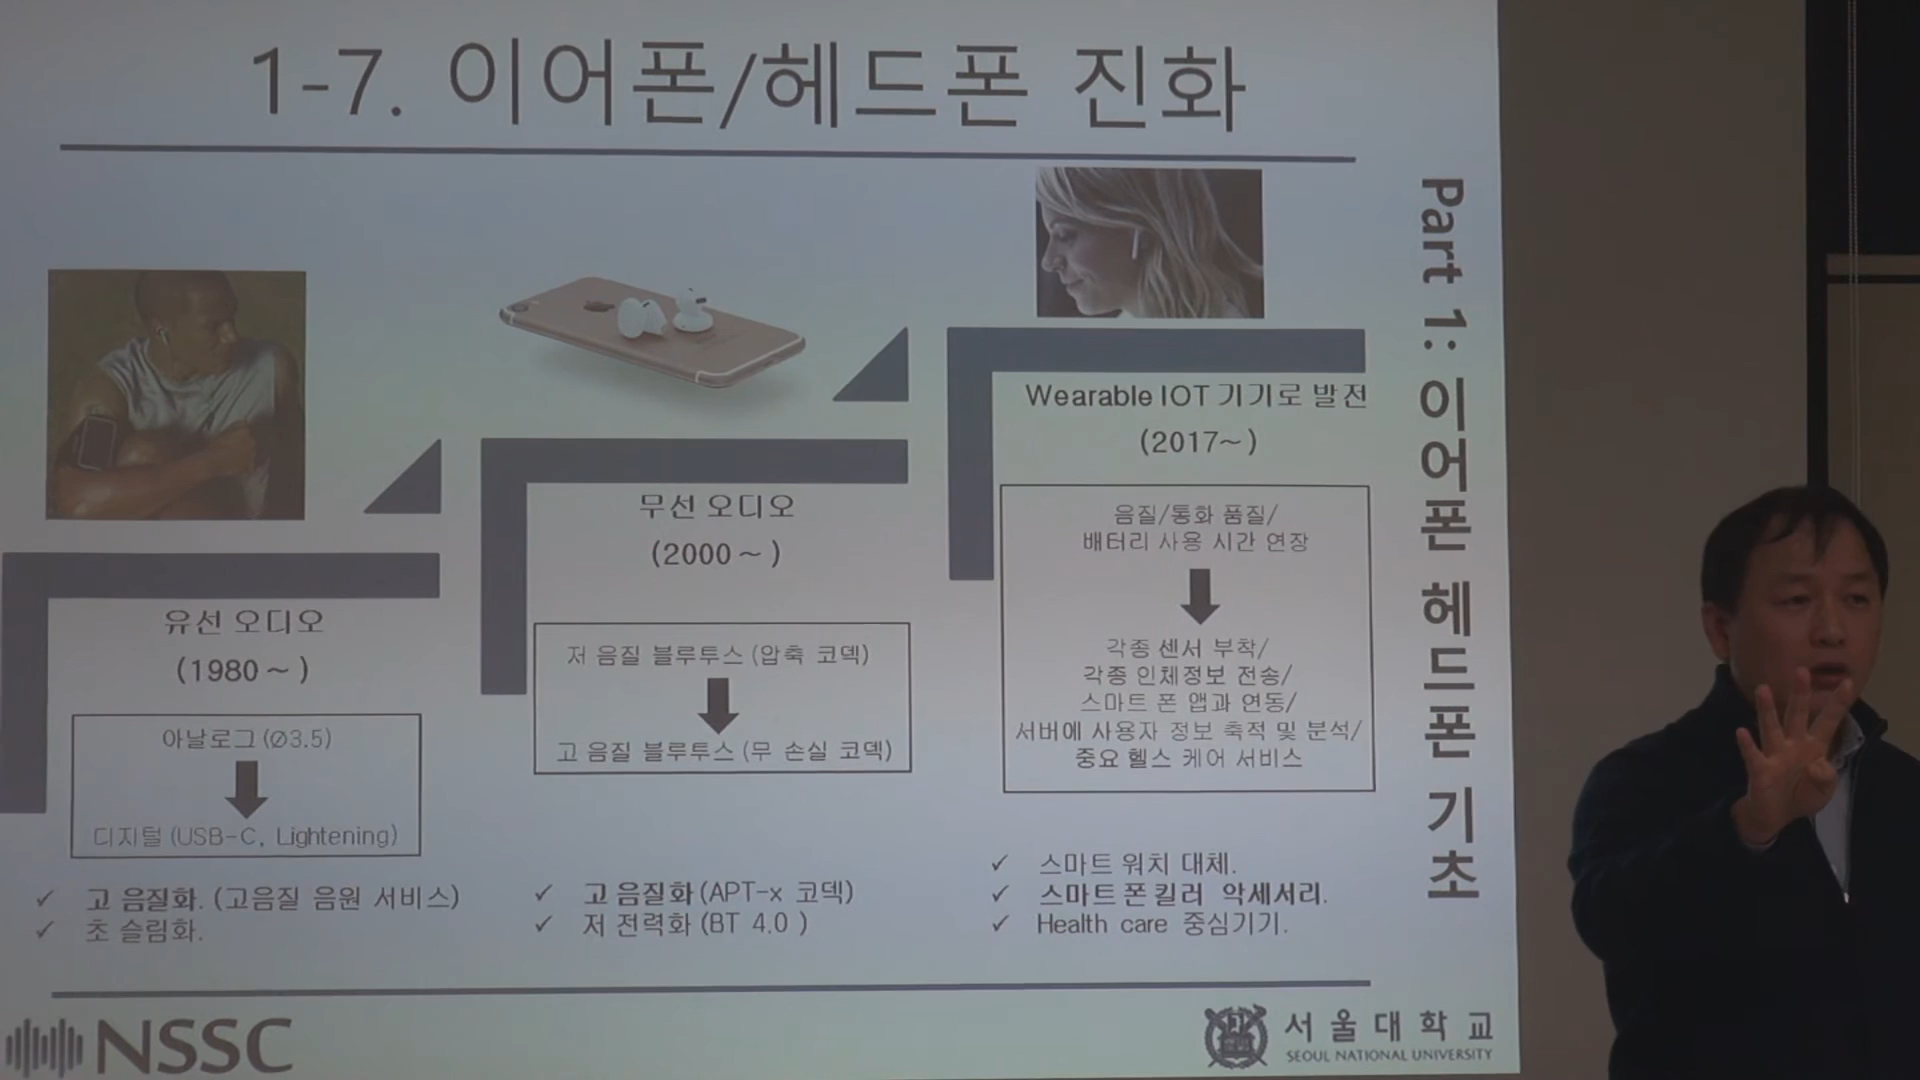 1-7. 이어폰/헤드폰 진화
Part 1: 이어폰 헤드폰 기초
유선 오디오
(1980 ~ )
아날로그 (Ø3.5)
디지털 (USB-C, Lightening)
✓ 고 음질화. (고음질 음원 서비스)
✓ 초 슬림화.
무선 오디오
(2000 ~ )
저 음질 블루투스 (압축 코덱)
고 음질 블루투스 (무 손실 코덱)
✓ 고 음질화 (APT-x 코덱)
✓ 저 전력화 (BT 4.0 )
Wearable IOT 기기로 발전
(2017~ )
음질/통화 품질/
배터리 사용 시간 연장
각종 센서 부착/
각종 인체정보 전송/
스마트 폰 앱과 연동/
서버에 사용자 정보 축적 및 분석/
중요 헬스 케어 서비스
✓ 스마트 워치 대체.
✓ 스마트 폰 킬러 악세서리.
✓ Health care 중심기기.
NSSC
서울대학교
SEOUL NATIONAL UNIVERSITY